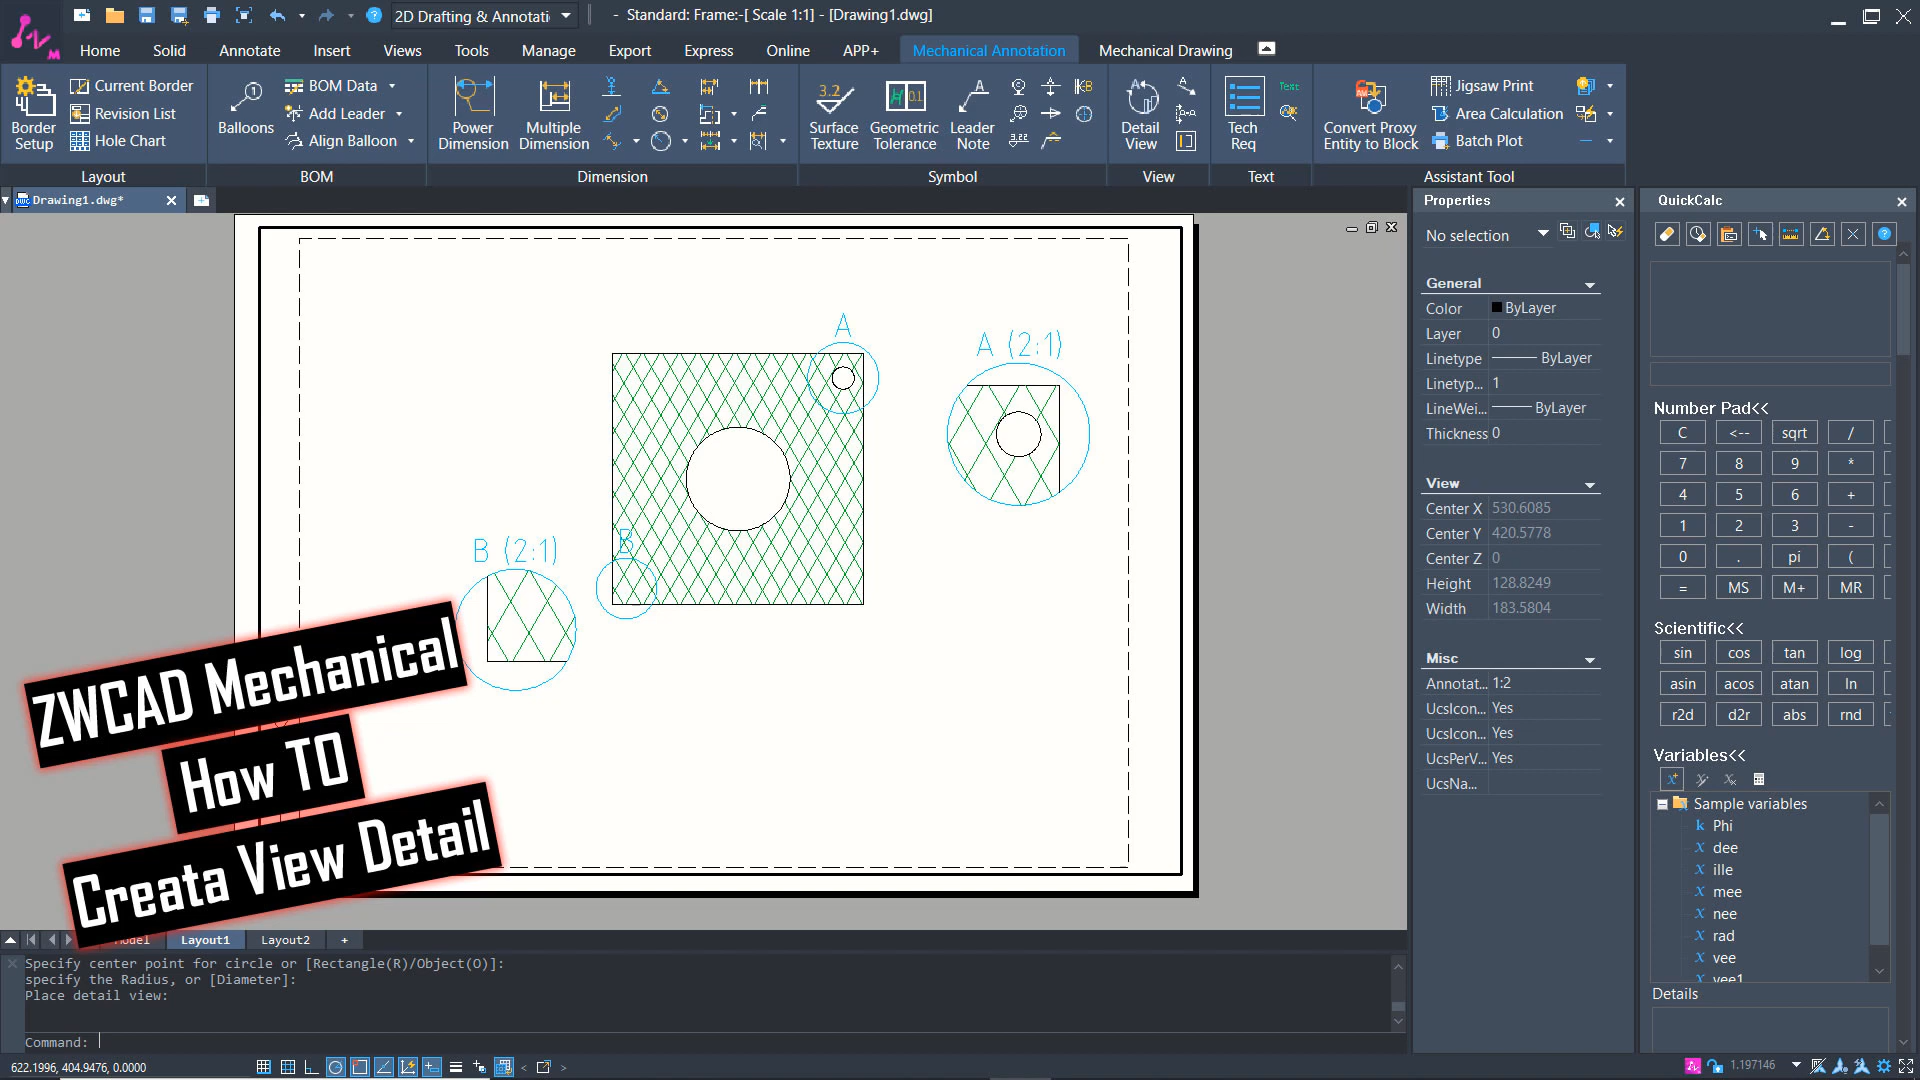 2D Drafting & Annotati
- Standard: Frame:-[ Scale 1:1] - [Drawing1.dwg]
M
Home
Solid
Annotate
Insert
Views
Tools
Manage
Export
Express
Online
APP+
Mechanical Annotation
Mechanical Drawing
Border
Setup
Current Border
Revision List
Hole Chart
Layout
Balloons
BOM Data
Add Leader
Align Balloon
BOM
Power
Dimension
Multiple
Dimension
Dimension
3.2
Surface
Texture
Geometric
Tolerance
Leader
Note
Symbol
Detail
View
View
Tech
Req
Text
Text
Convert Proxy
Entity to Block
Jigsaw Print
Area Calculation
Batch Plot
Assistant Tool
Drawing1.dwg*
A
A (2:1)
B
B (2:1)
ZWCAD Mechanical
How TO
Creata View Detail
Model
Layout1
Layout2
+
Specify center point for circle or [Rectangle(R)/Object(O)]:
specify the Radius, or [Diameter]:
Place detail view:
Command:
622.1996, 404.9476, 0.0000
1.197146
Properties
No selection
General
Color ByLayer
Layer 0
Linetype ByLayer
Linetyp... 1
LineWei... ByLayer
Thickness 0
View
Center X 530.6085
Center Y 420.5778
Center Z 0
Height 128.8249
Width 183.5804
Misc
Annotat... 1:2
UcsIcon... Yes
UcsIcon... Yes
UcsPerV... Yes
UcsNa...
QuickCalc
Number Pad<<
C <-- sqrt /
7 8 9 *
4 5 6 +
1 2 3 -
0 . pi (
= MS M+ MR
Scientific<<
sin cos tan log
asin acos atan ln
r2d d2r abs rnd
Variables<<
Sample variables
k Phi
X dee
X ille
X mee
X nee
X rad
X vee
X vee1
Details